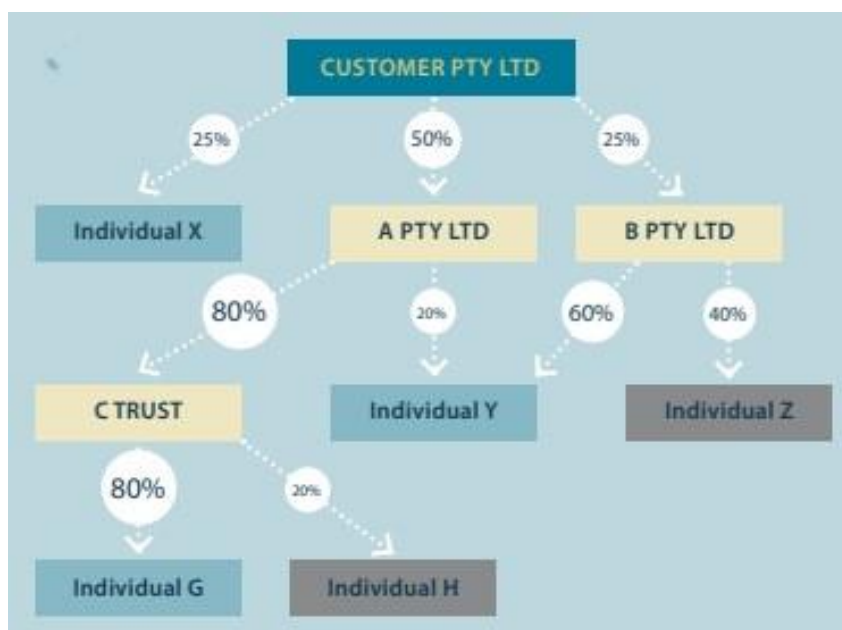 CUSTOMER PTY LTD
25%
50%
25%
Individual X
A PTY LTD
B PTY LTD
80%
20%
60%
40%
C TRUST
Individual Y
Individual Z
80%
20%
Individual G
Individual H